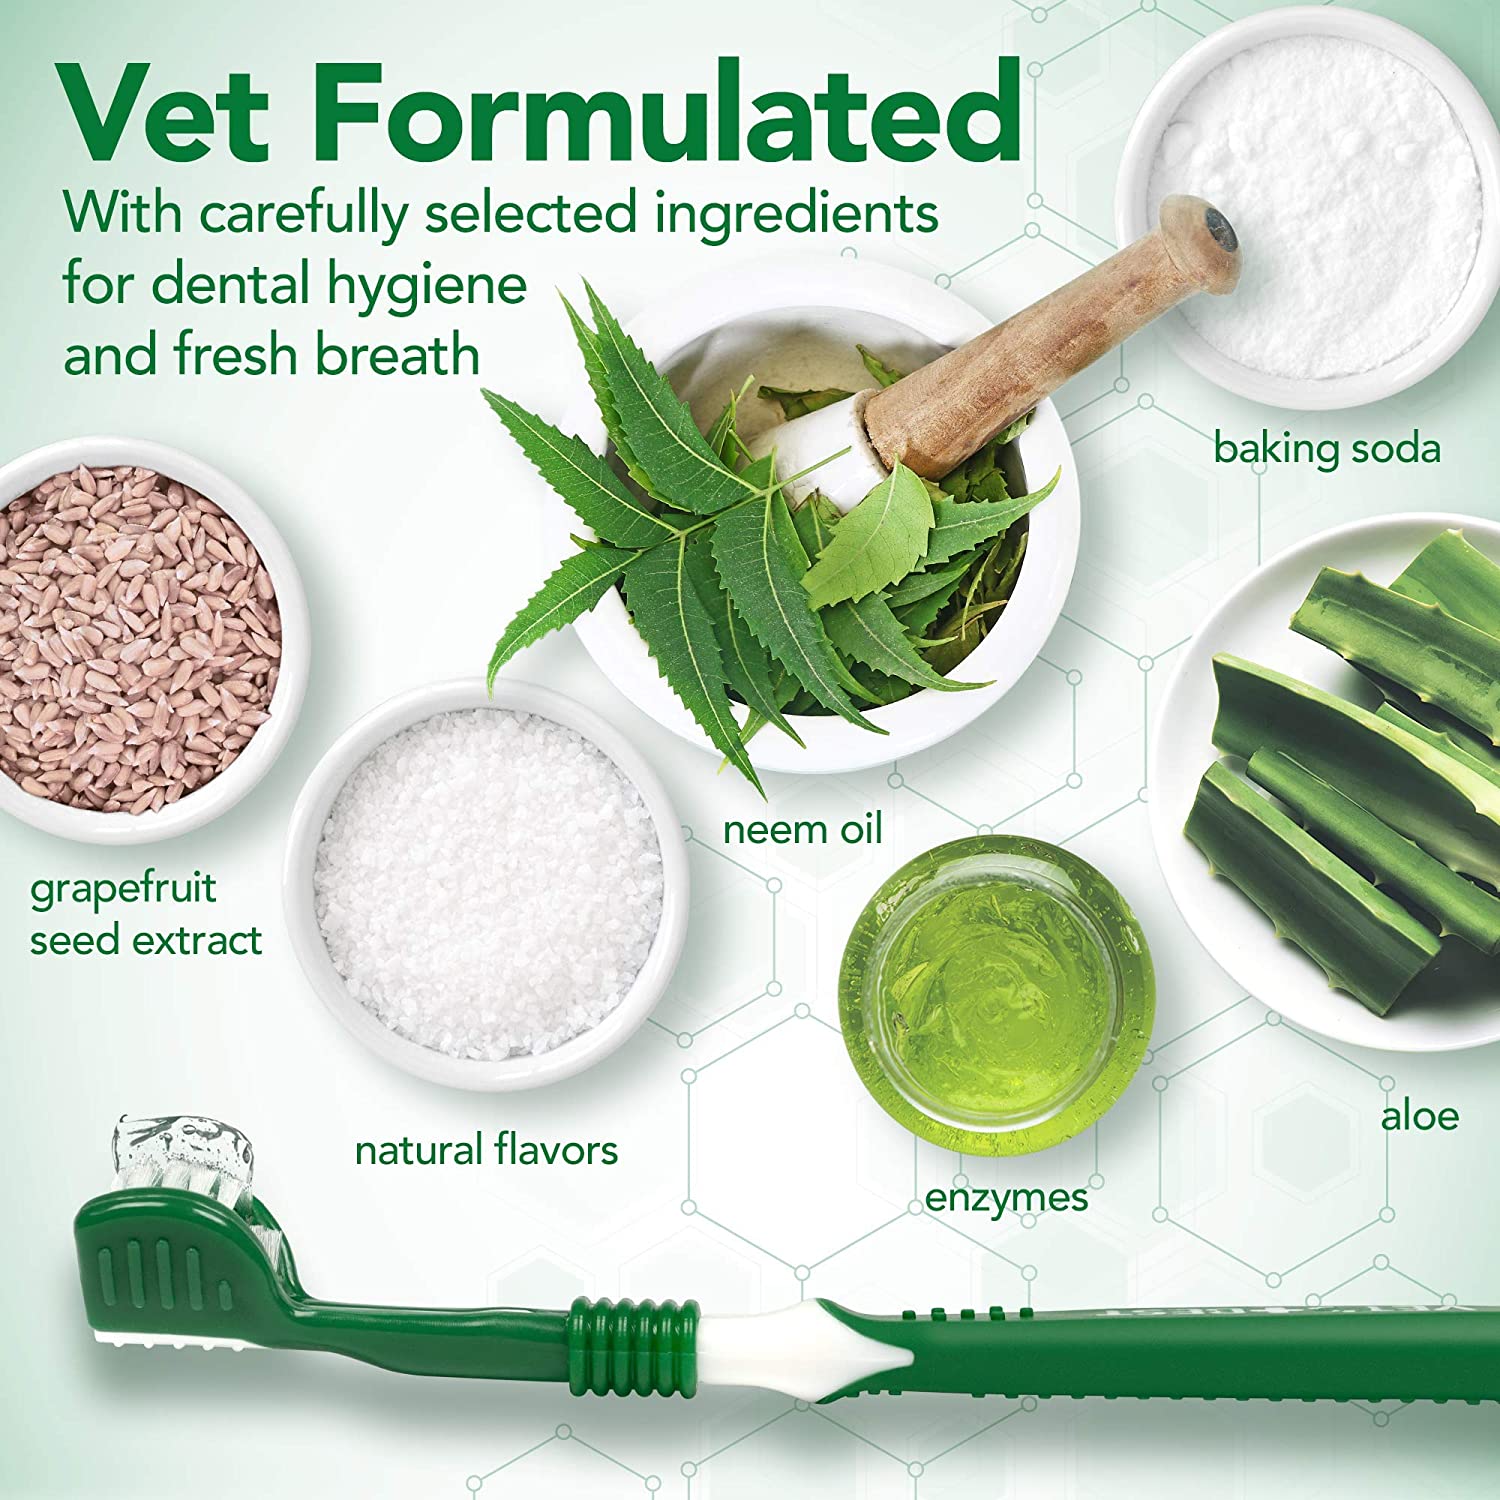 Vet Formulated
With carefully selected ingredients
for dental hygiene
and fresh breath
baking soda
neem oil
grapefruit
seed extract
natural flavors
enzymes
aloe